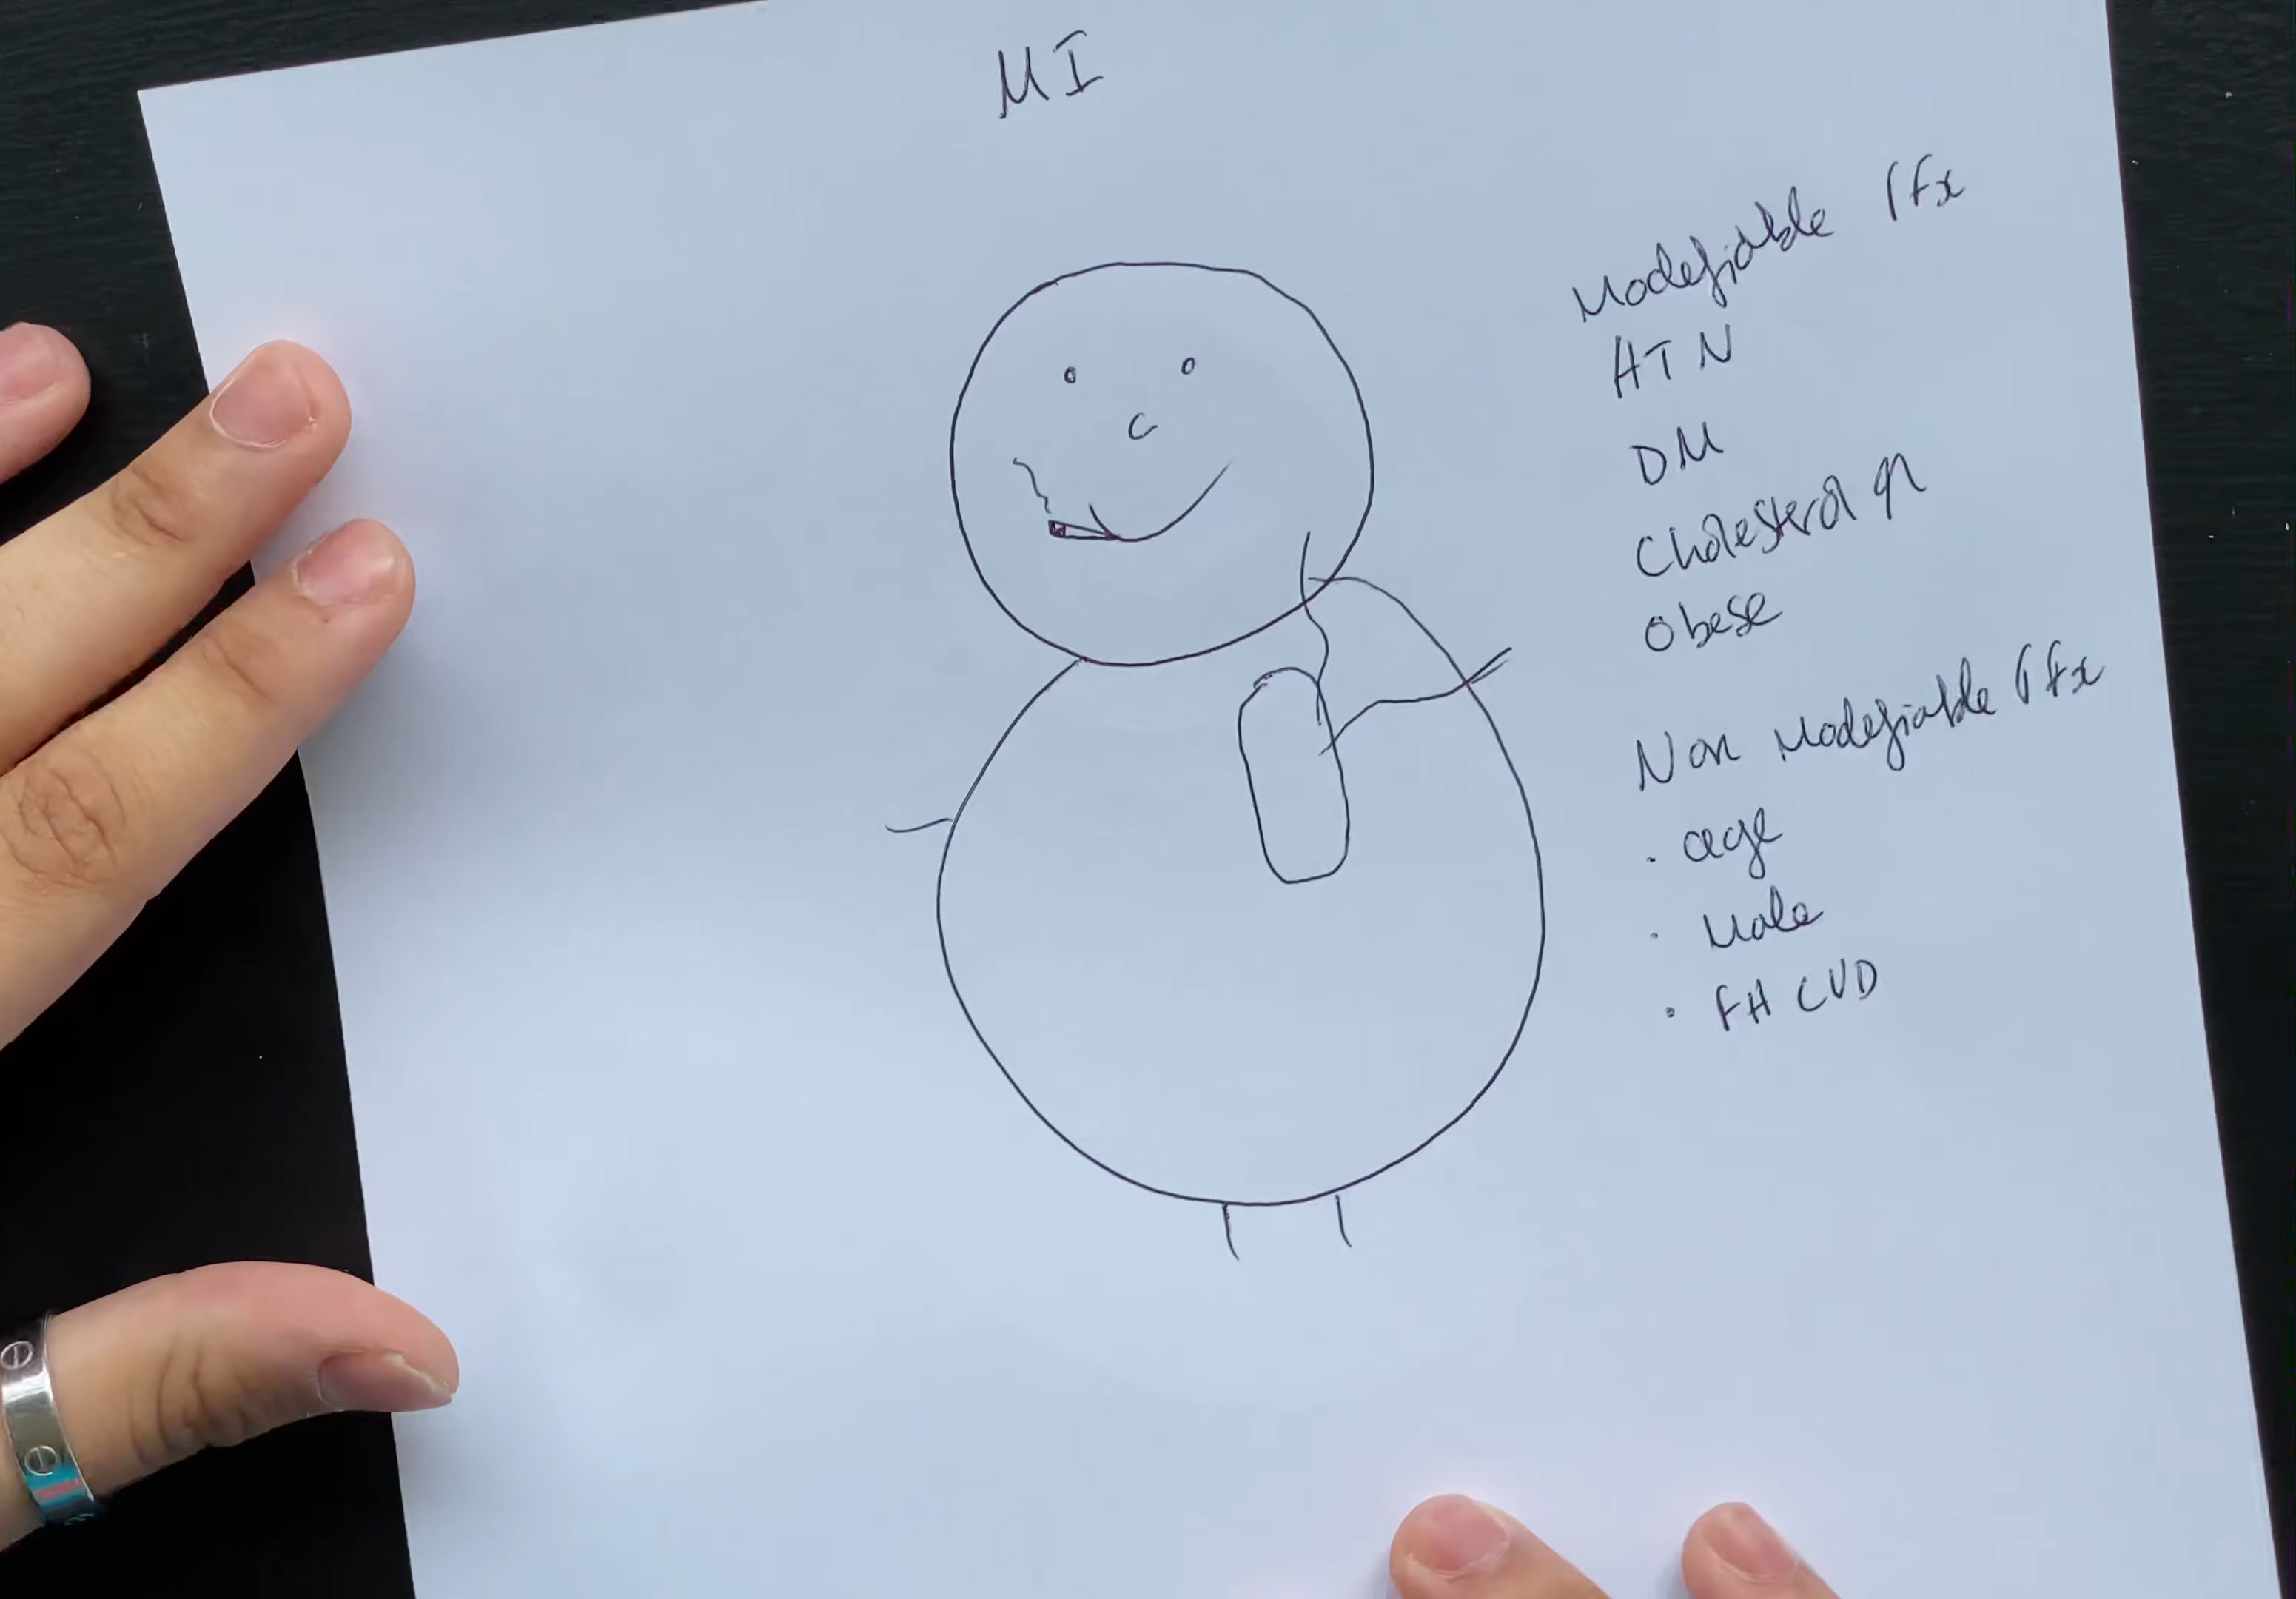 MI
Modefiable rfx
HTN
DM
Cholesterol ↑
Obese
Non Modefiable rfx
. age
. Male
. FH CVD